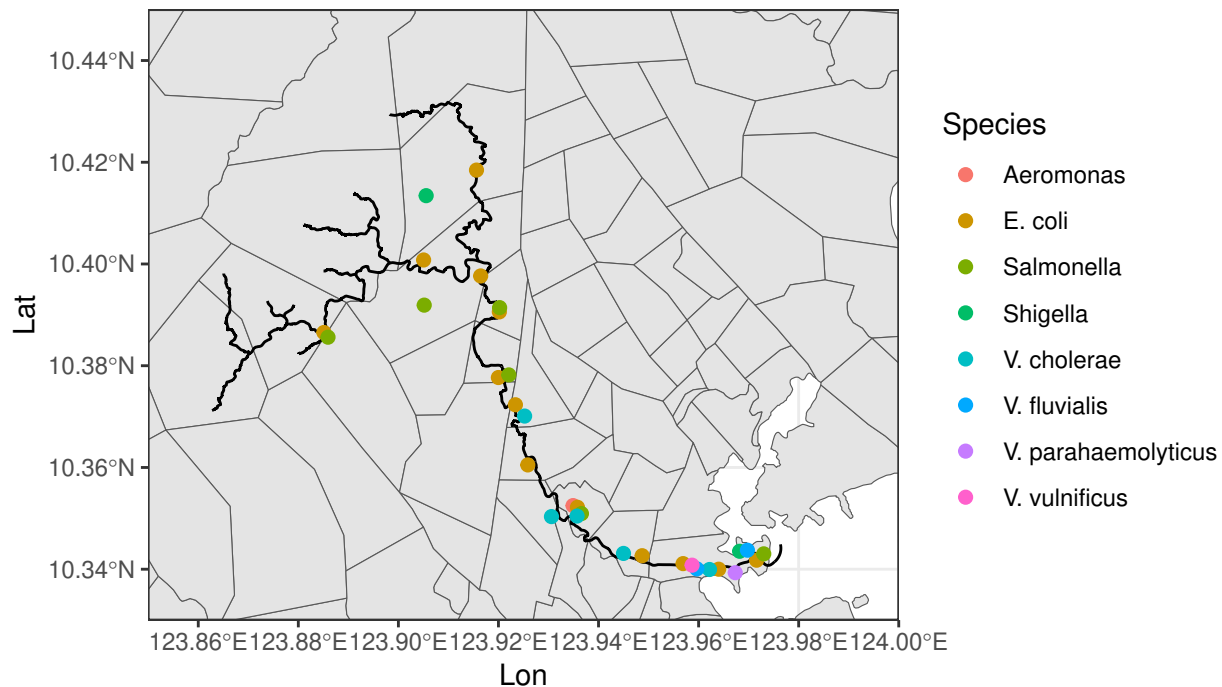 10.44°N
10.42°N
10.40°N
10.38°N
10.36°N
10.34°N
Lat
123.86°E123.88°E123.90°E123.92°E123.94°E123.96°E123.98°E124.00°E
Lon
Species
Aeromonas
E. coli
Salmonella
Shigella
V. cholerae
V. fluvialis
V. parahaemolyticus
V. vulnificus